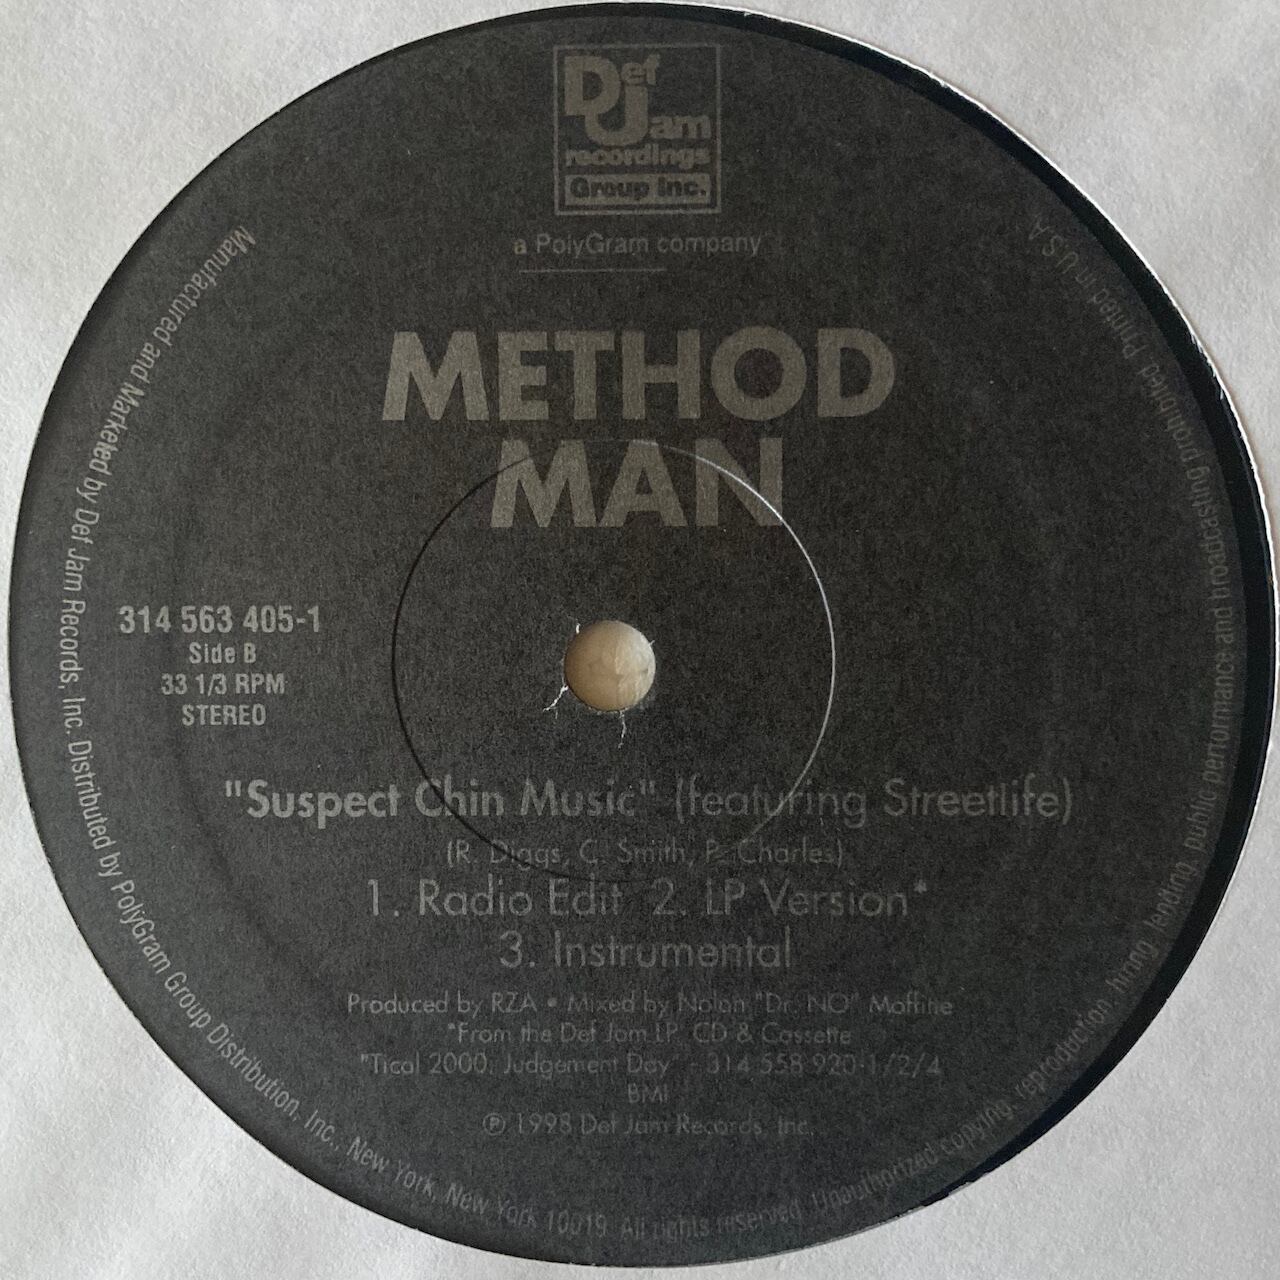 Def
Jam
recordings
Group Inc.
a PolyGram company
METHOD
MAN
314 563 405-1
Side B
33 1/3 RPM
STEREO
"Suspect Chin Music" (featuring Streetlife)
(R. Diggs, C. Smith, P. Charles)
1. Radio Edit 2. LP Version*
3. Instrumental
Produced by RZA • Mixed by Nolan "Dr. NO" Moffitte
*From the Def Jam LP, CD & Cassette
"Tical 2000: Judgement Day" - 314 558 920-1/2/4
BMI
℗ 1998 Def Jam Records, Inc.
Manufactured and Marketed by Def Jam Records, Inc. Distributed by PolyGram Group Distribution, Inc., New York, New York 10019. All rights reserved. Unauthorized copying, reproduction, hiring, lending, public performance and broadcasing prohibited. Printed in U.S.A.